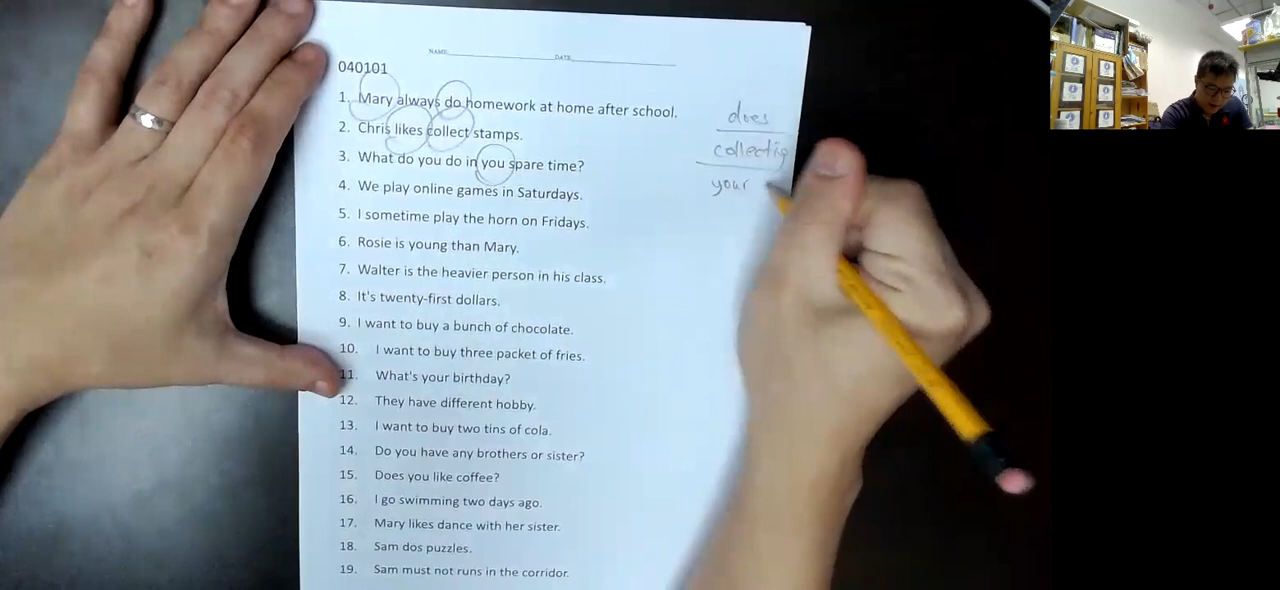 NAME DATE
040101
1. Mary always do homework at home after school. does
2. Chris likes collect stamps. collecting
3. What do you do in you spare time? your
4. We play online games in Saturdays.
5. I sometime play the horn on Fridays.
6. Rosie is young than Mary.
7. Walter is the heavier person in his class.
8. It's twenty-first dollars.
9. I want to buy a bunch of chocolate.
10. I want to buy three packet of fries.
11. What's your birthday?
12. They have different hobby.
13. I want to buy two tins of cola.
14. Do you have any brothers or sister?
15. Does you like coffee?
16. I go swimming two days ago.
17. Mary likes dance with her sister.
18. Sam dos puzzles.
19. Sam must not runs in the corridor.